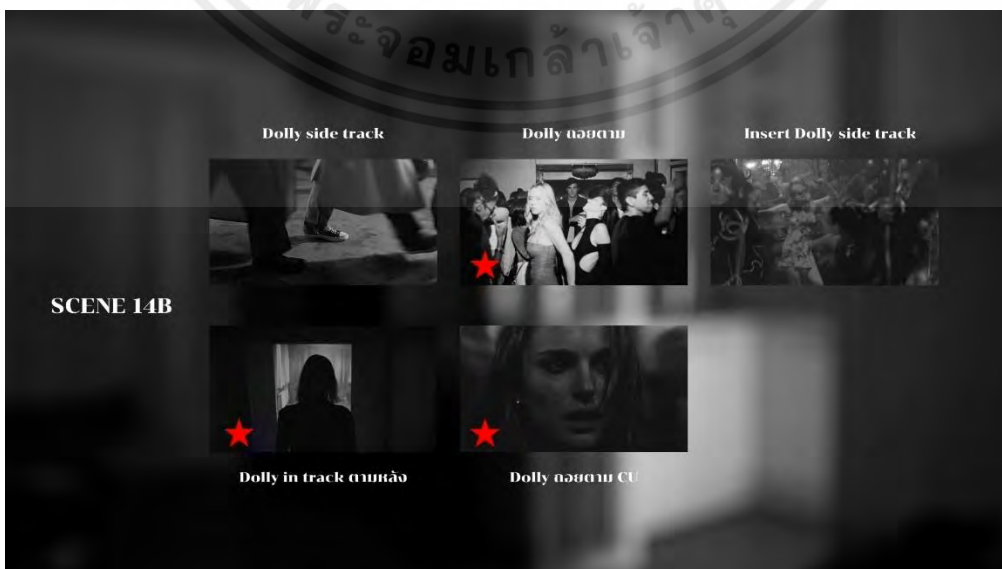 พระจอมเกล้าเจ้าคุ
Dolly side track
Dolly ถอยตาม
Insert Dolly side track
SCENE 14B
Dolly in track ตามหลัง
Dolly ถอยตาม CU